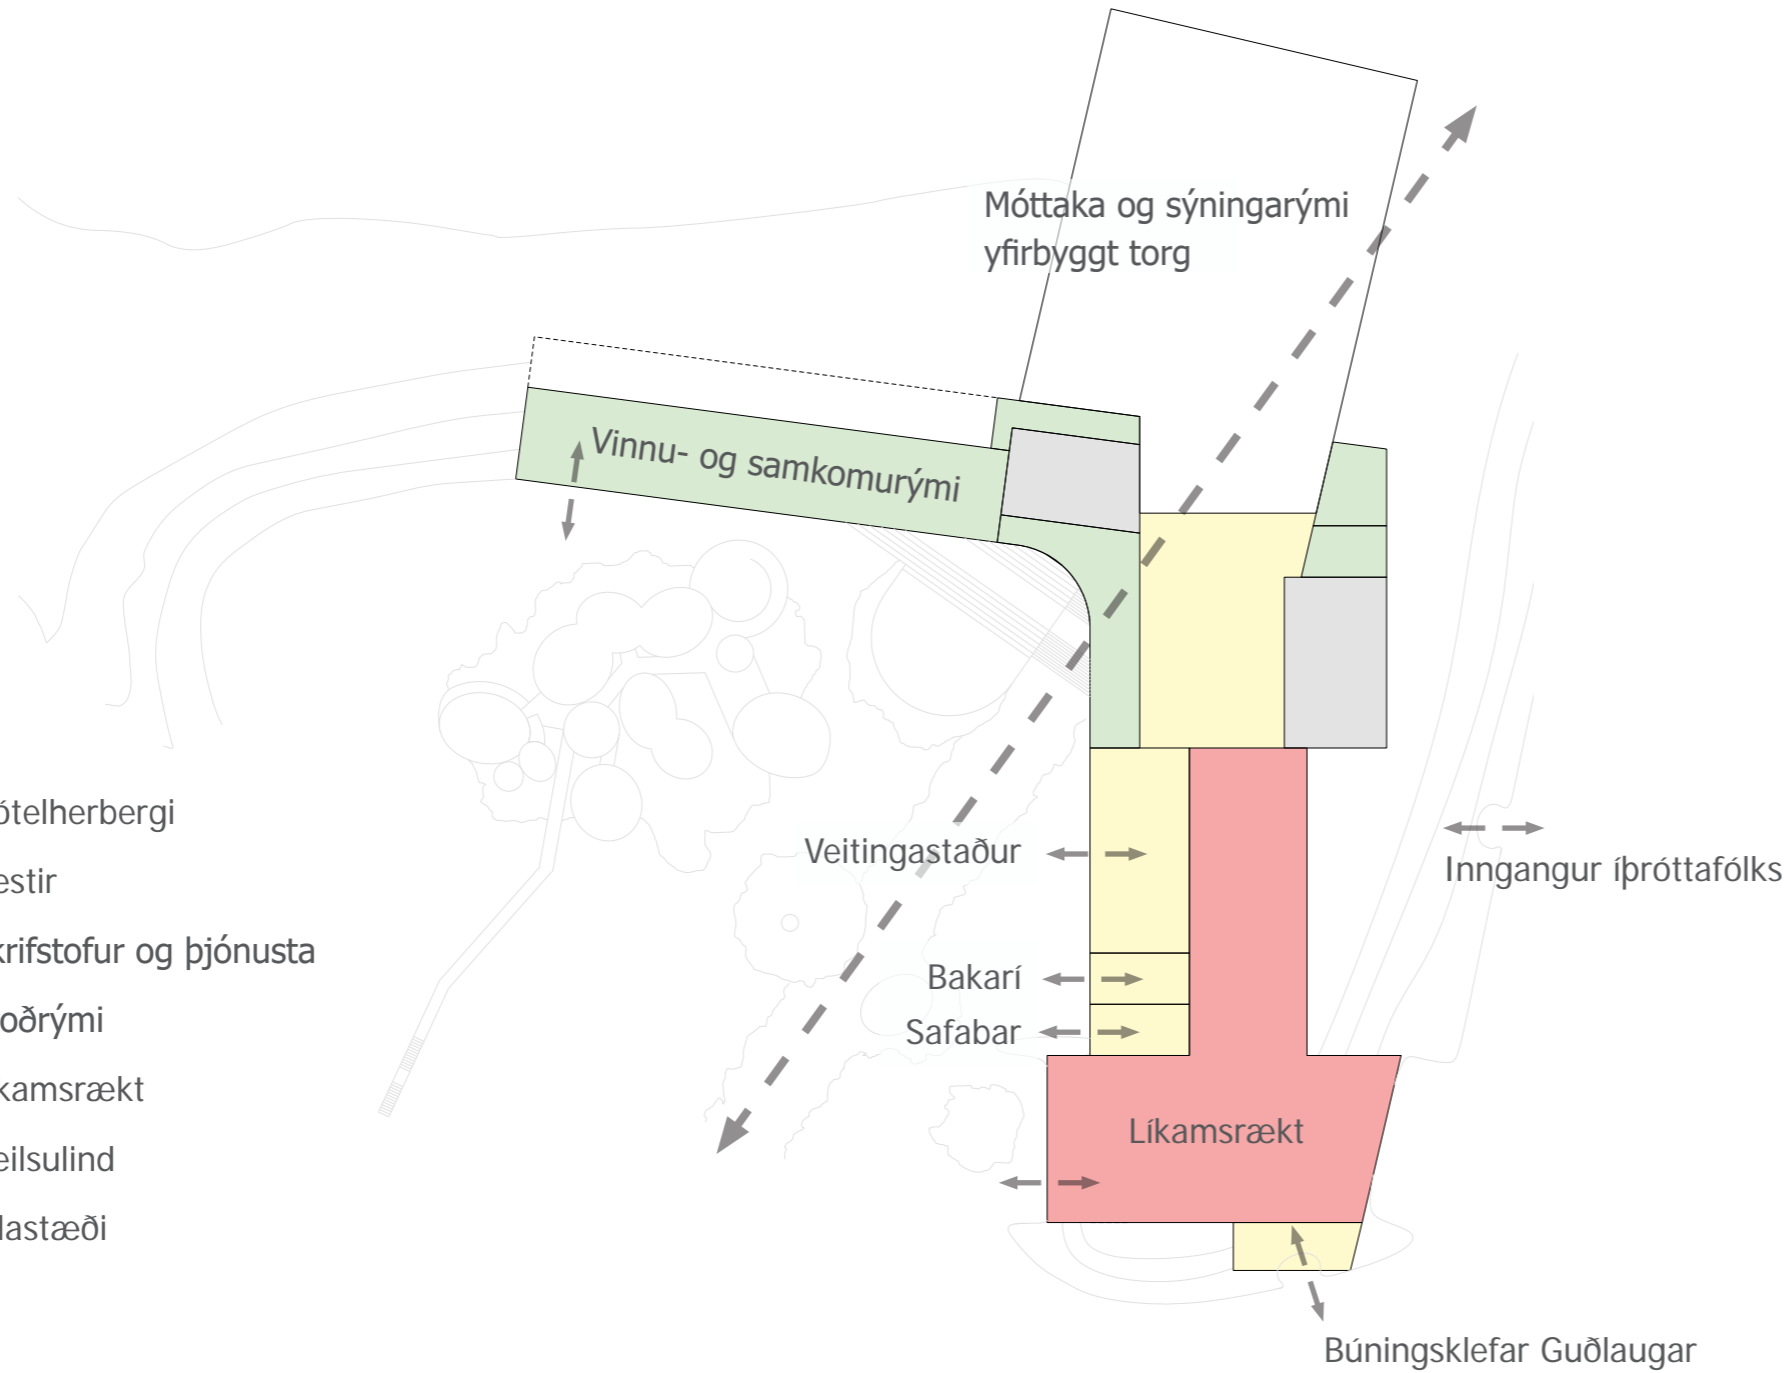 Móttaka og sýningarými
yfirbyggt torg
Vinnu- og samkomurými
ótelherbergi
estir
krifstofur og þjónusta
oðrými
kamsrækt
eilsulind
lastæði
Veitingastaður
Inngangur íþróttafólks
Bakarí
Safabar
Líkamsrækt
Búningsklefar Guðlaugar